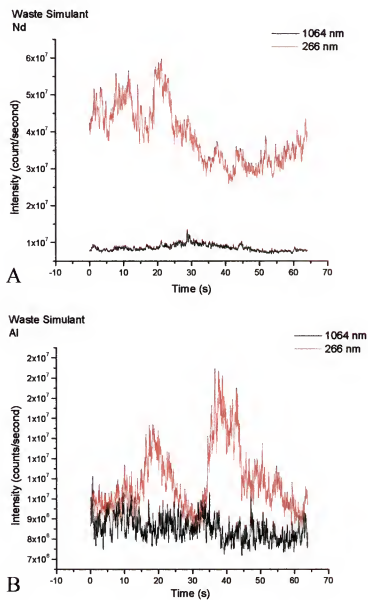 Waste Simulant
Nd
1064 nm
266 nm
6x10⁷
5x10⁷
4x10⁷
3x10⁷
2x10⁷
1x10⁷
Intensity (count/second)
-10 0 10 20 30 40 50 60 70
Time (s)
A
Waste Simulant
Al
1064 nm
266 nm
2x10⁷
2x10⁷
2x10⁷
1x10⁷
1x10⁷
1x10⁷
1x10⁷
1x10⁷
9x10⁶
8x10⁶
7x10⁶
Intensity (counts/second)
-10 0 10 20 30 40 50 60 70
Time (s)
B